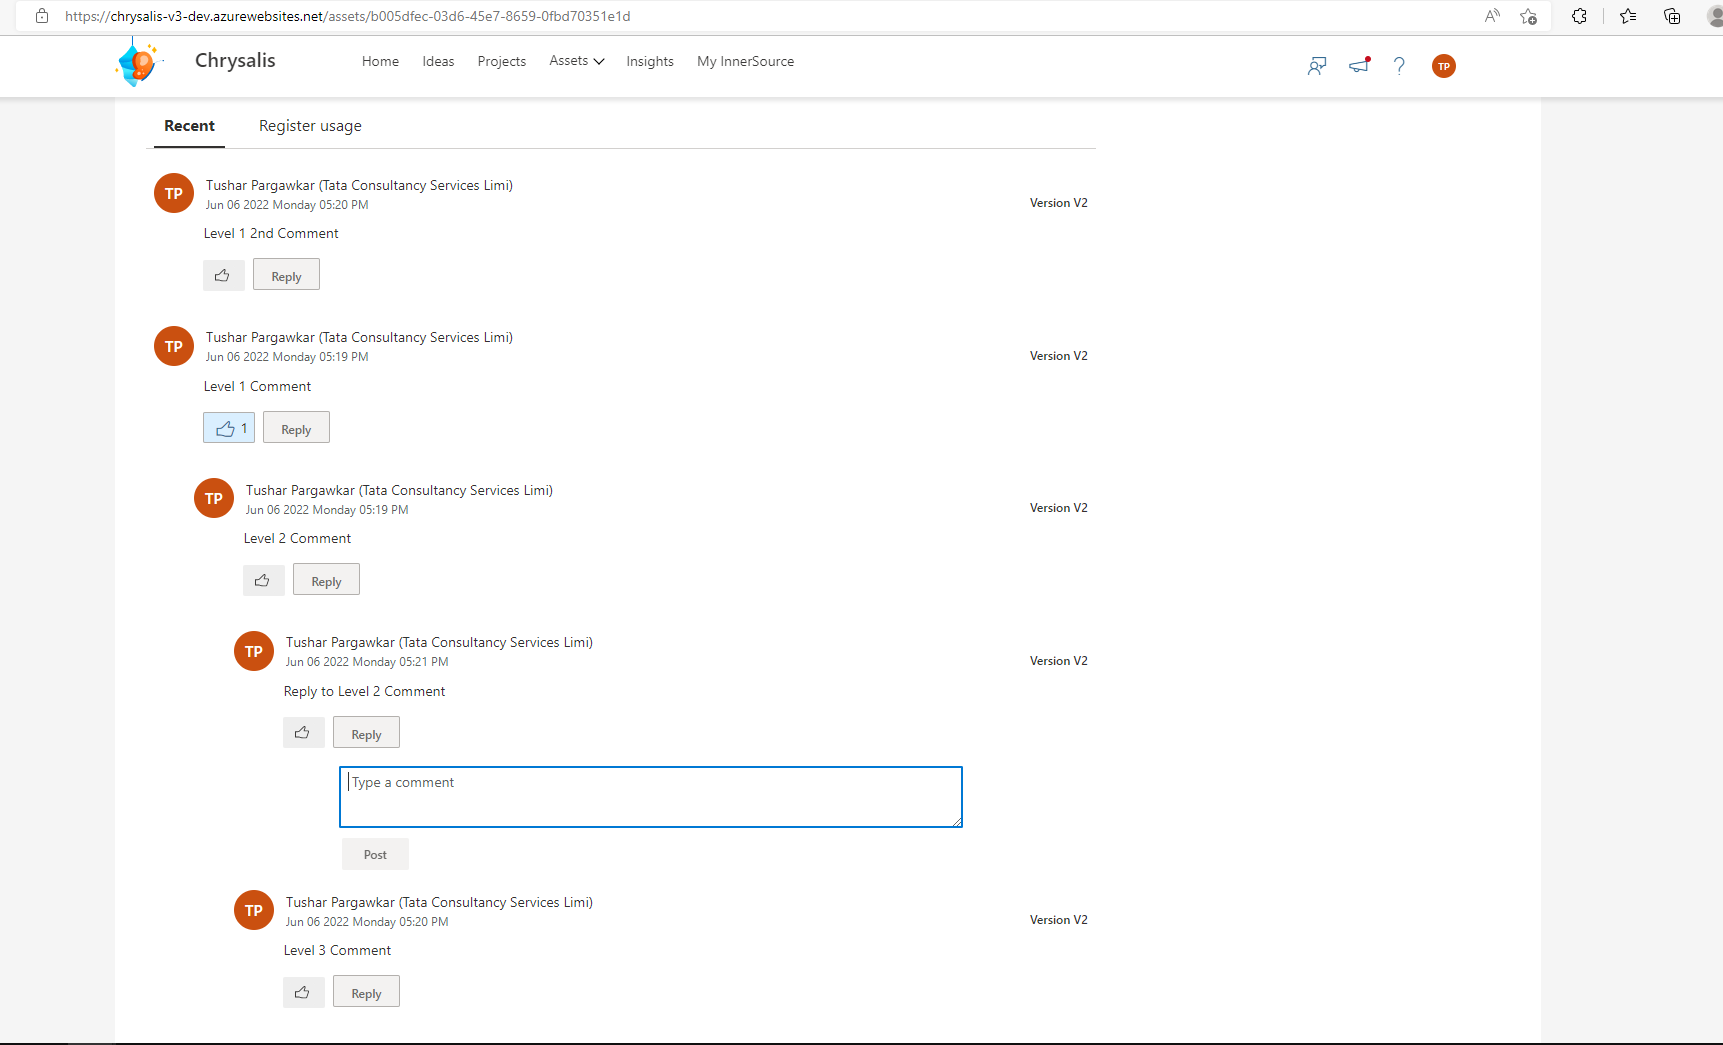 https://chrysalis-v3-dev.azurewebsites.net/assets/b005dfec-03d6-45e7-8659-0fbd70351e1d
Chrysalis Home Ideas Projects Assets Insights My InnerSource TP
Recent Register usage
TP Tushar Pargawkar (Tata Consultancy Services Limi)
Jun 06 2022 Monday 05:20 PM Version V2
Level 1 2nd Comment
Reply
TP Tushar Pargawkar (Tata Consultancy Services Limi)
Jun 06 2022 Monday 05:19 PM Version V2
Level 1 Comment
1 Reply
TP Tushar Pargawkar (Tata Consultancy Services Limi)
Jun 06 2022 Monday 05:19 PM Version V2
Level 2 Comment
Reply
TP Tushar Pargawkar (Tata Consultancy Services Limi)
Jun 06 2022 Monday 05:21 PM Version V2
Reply to Level 2 Comment
Reply
Type a comment
Post
TP Tushar Pargawkar (Tata Consultancy Services Limi)
Jun 06 2022 Monday 05:20 PM Version V2
Level 3 Comment
Reply